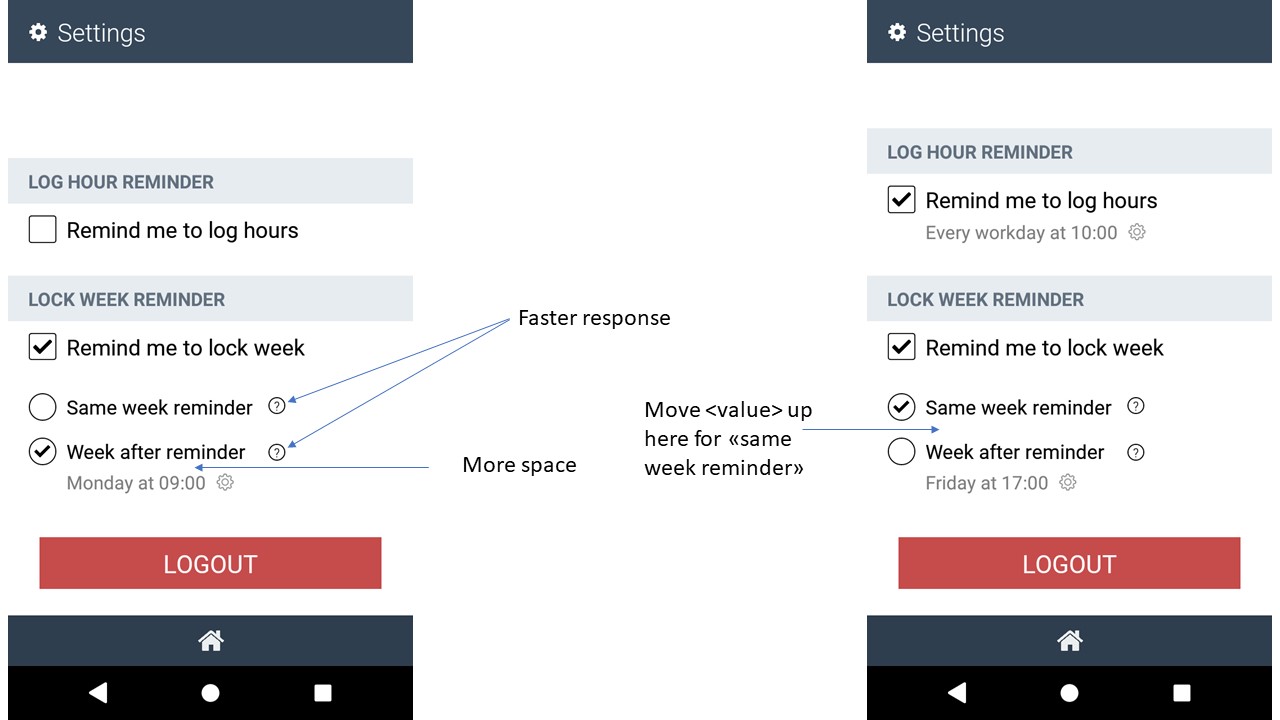 Settings
LOG HOUR REMINDER
Remind me to log hours
LOCK WEEK REMINDER
Remind me to lock week
Same week reminder ?
Week after reminder ?
Monday at 09:00
LOGOUT
Faster response
More space
Move <value> up
here for «same
week reminder»
Settings
LOG HOUR REMINDER
Remind me to log hours
Every workday at 10:00
LOCK WEEK REMINDER
Remind me to lock week
Same week reminder ?
Week after reminder ?
Friday at 17:00
LOGOUT